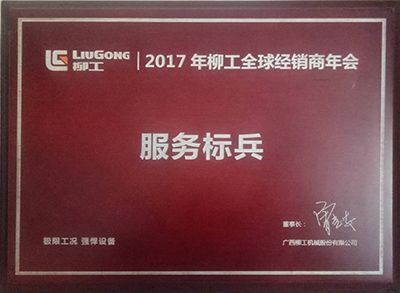 LIUGONG
柳工
2017 年柳工全球经销商年会
服务标兵
董事长：
极限工况 强悍设备
广西柳工机械股份有限公司